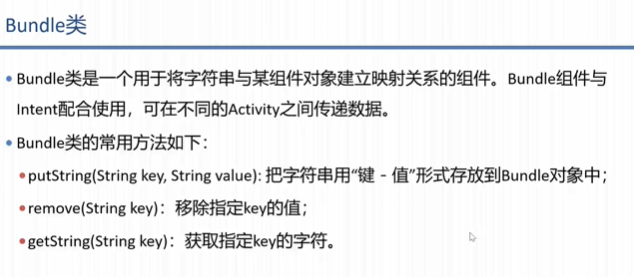 Bundle类
•Bundle类是一个用于将字符串与某组件对象建立映射关系的组件。Bundle组件与
Intent配合使用，可在不同的Activity之间传递数据。
•Bundle类的常用方法如下：
•putString(String key, String value): 把字符串用“键－值”形式存放到Bundle对象中；
•remove(String key)：移除指定key的值；
•getString(String key)：获取指定key的字符。